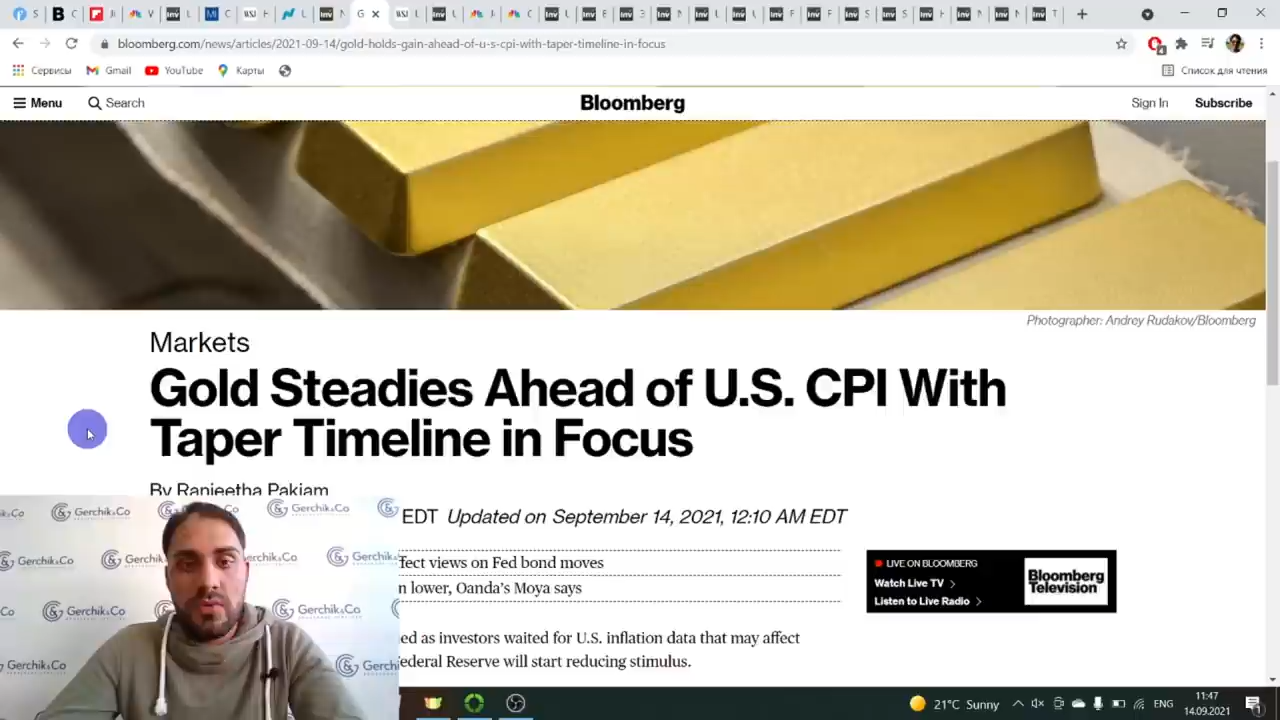 bloomberg.com/news/articles/2021-09-14/gold-holds-gain-ahead-of-u-s-cpi-with-taper-timeline-in-focus
Сервисы Gmail YouTube Карты Список для чтения
Menu Search Bloomberg Sign In Subscribe
Photographer: Andrey Rudakov/Bloomberg
Markets
Gold Steadies Ahead of U.S. CPI With
Taper Timeline in Focus
By Ranjeetha Pakiam
EDT Updated on September 14, 2021, 12:10 AM EDT
fect views on Fed bond moves
n lower, Oanda's Moya says
LIVE ON BLOOMBERG
Watch Live TV
Listen to Live Radio
Bloomberg
Television
ed as investors waited for U.S. inflation data that may affect
ederal Reserve will start reducing stimulus.
Gerchik&Co
21°C Sunny ENG 11:47
14.09.2021